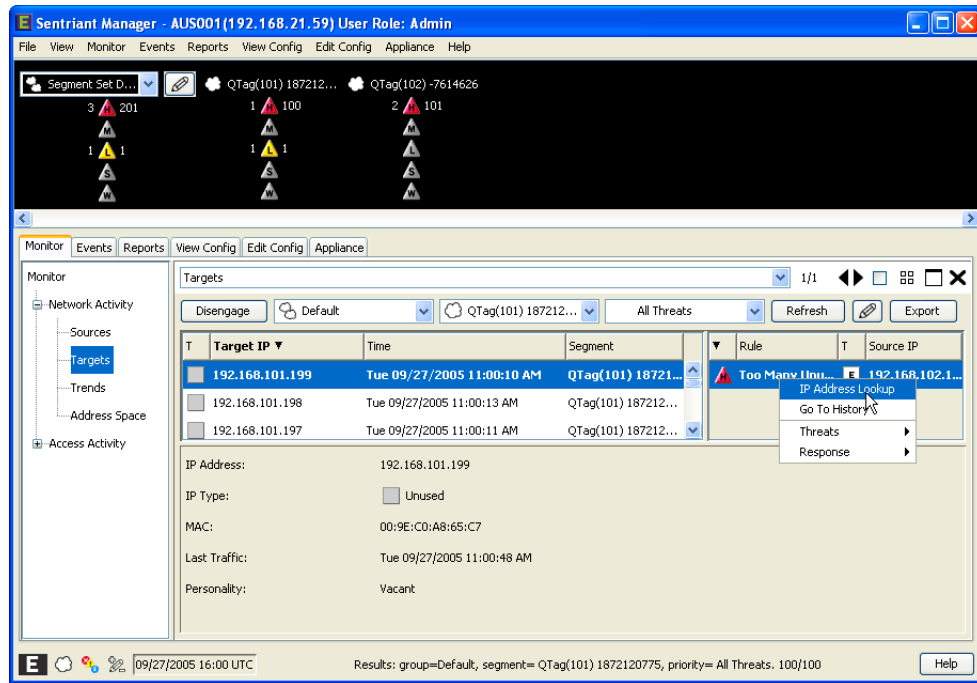 E Sentriant Manager - AUS001(192.168.21.59) User Role: Admin
File View Monitor Events Reports View Config Edit Config Appliance Help
Segment Set D... QTag(101) 187212... QTag(102) -7614626
3 H 201 1 H 100 2 H 101
M M M
1 L 1 1 L 1 L
S S S
W W W
Monitor Events Reports View Config Edit Config Appliance
Monitor
Network Activity
Sources
Targets
Trends
Address Space
Access Activity
Targets 1/1
Disengage Default QTag(101) 187212... All Threats Refresh Export
T Target IP Time Segment Rule T Source IP
192.168.101.199 Tue 09/27/2005 11:00:10 AM QTag(101) 18721... H Too Many Unu... E 192.168.102.1...
192.168.101.198 Tue 09/27/2005 11:00:13 AM QTag(101) 187212...
192.168.101.197 Tue 09/27/2005 11:00:11 AM QTag(101) 187212...
IP Address Lookup
Go To History
Threats
Response
IP Address: 192.168.101.199
IP Type: Unused
MAC: 00:9E:C0:A8:65:C7
Last Traffic: Tue 09/27/2005 11:00:48 AM
Personality: Vacant
E 09/27/2005 16:00 UTC Results: group=Default, segment= QTag(101) 1872120775, priority= All Threats. 100/100 Help